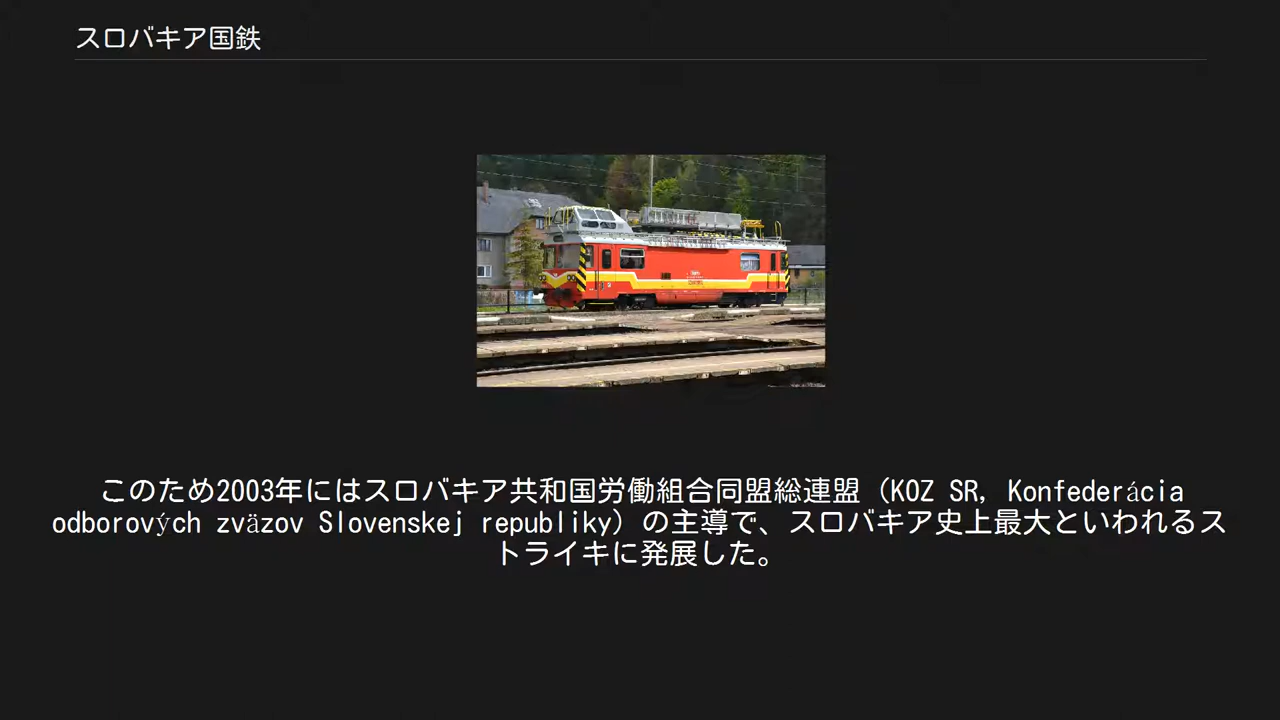 スロバキア国鉄
このため2003年にはスロバキア共和国労働組合同盟総連盟（KOZ SR, Konfederácia
odborových zväzov Slovenskej republiky）の主導で、スロバキア史上最大といわれるス
トライキに発展した。